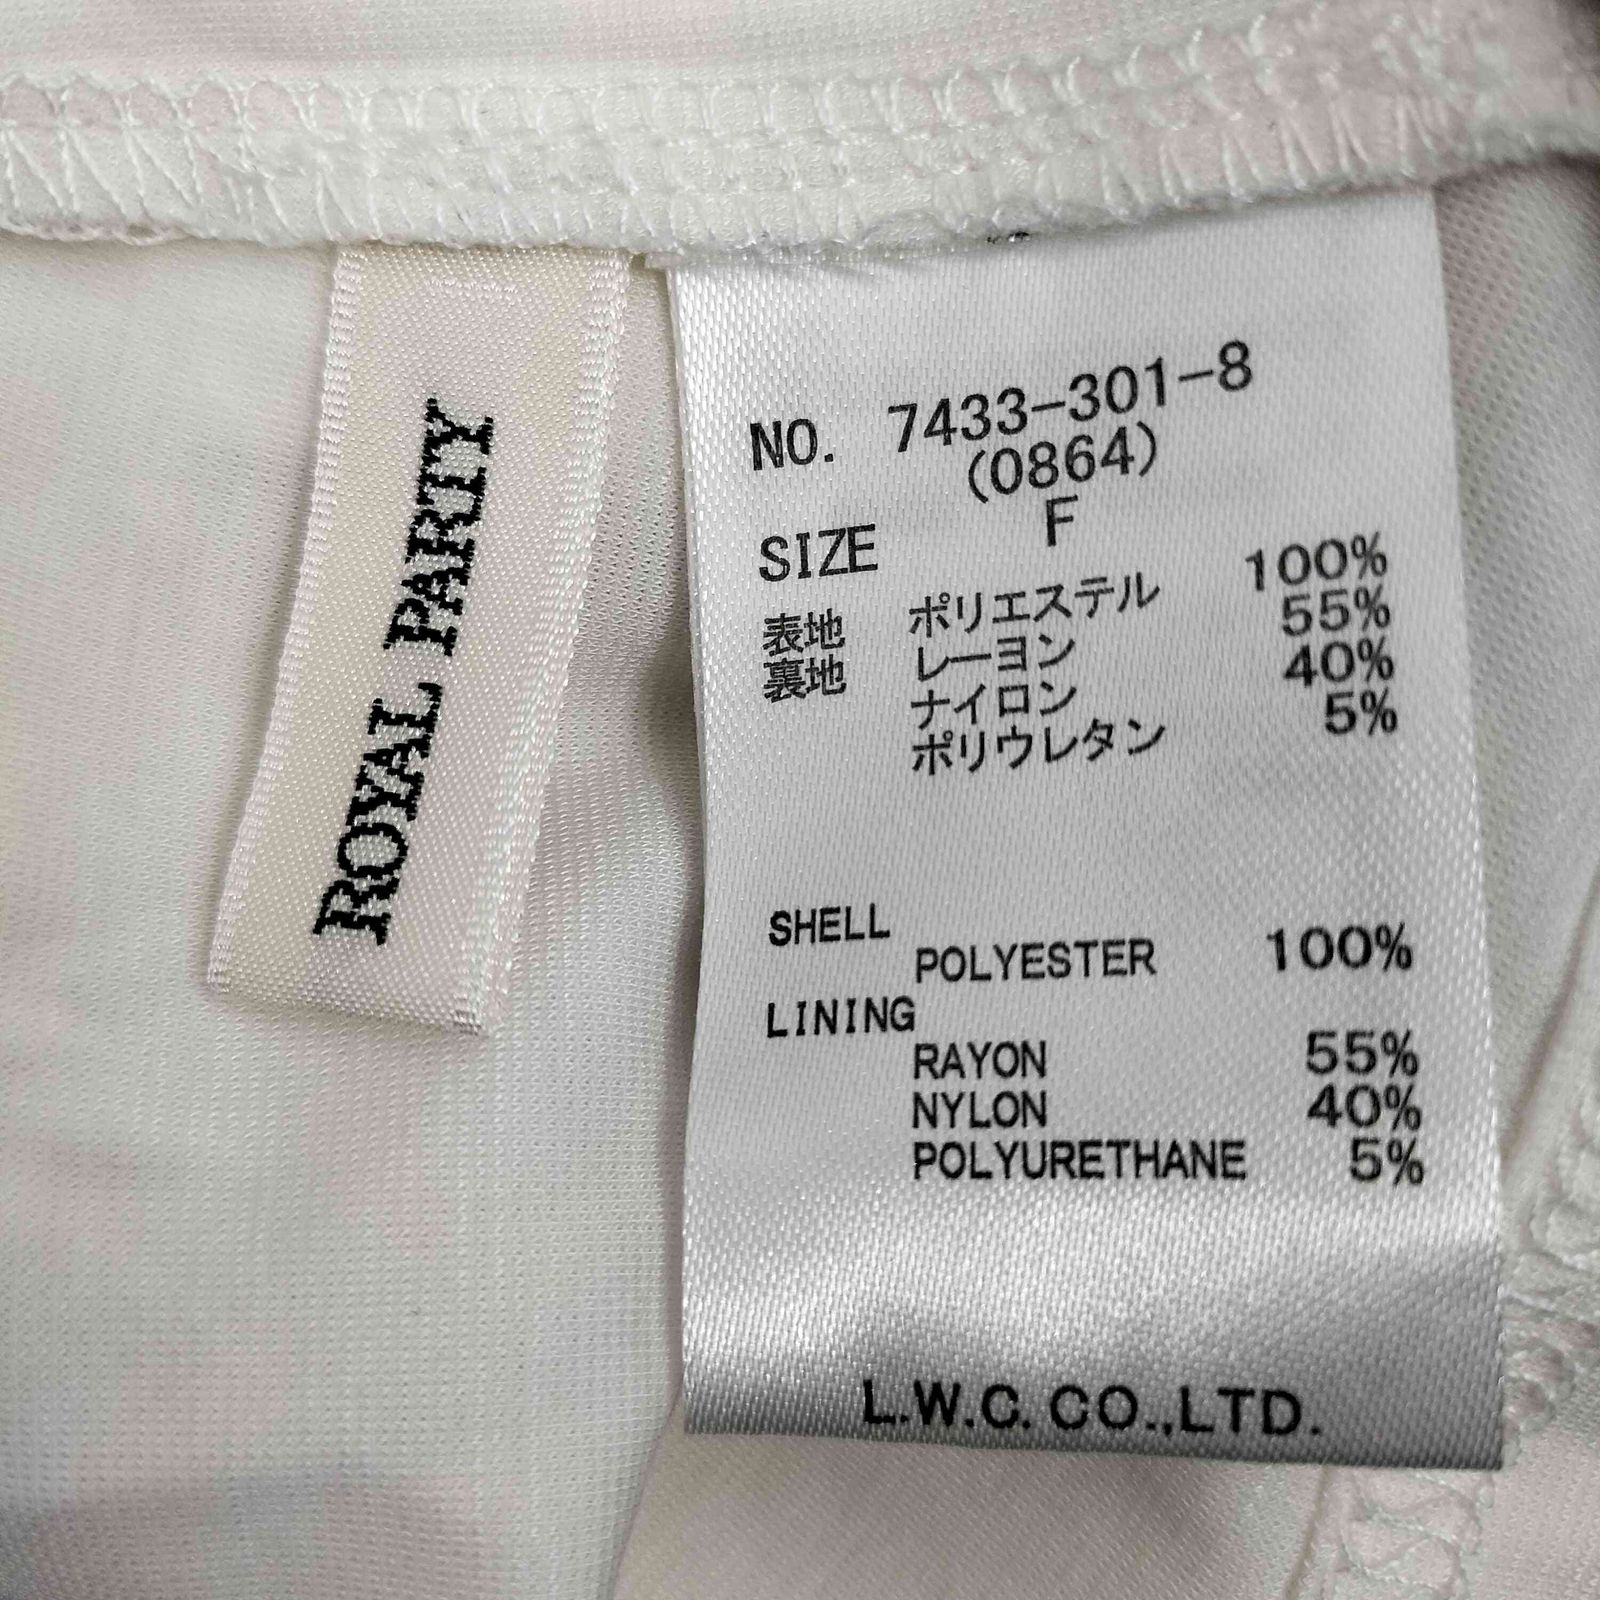 ROYAL PARTY
NO. 7433-301-8
(0864)
SIZE F
表地 ポリエステル 100%
裏地 レーヨン 55%
ナイロン 40%
ポリウレタン 5%
SHELL
POLYESTER 100%
LINING
RAYON 55%
NYLON 40%
POLYURETHANE 5%
L.W.C. CO.,LTD.